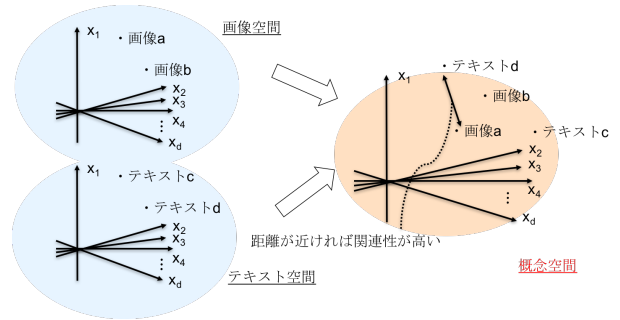 画像空間
x1
・画像a
・画像b
x2
x3
x4
⋮
xd
x1
・テキストc
・テキストd
x2
x3
x4
⋮
xd
テキスト空間
x1
・テキストd
・画像b
・画像a
・テキストc
x2
x3
x4
⋮
xd
距離が近ければ関連性が高い
概念空間